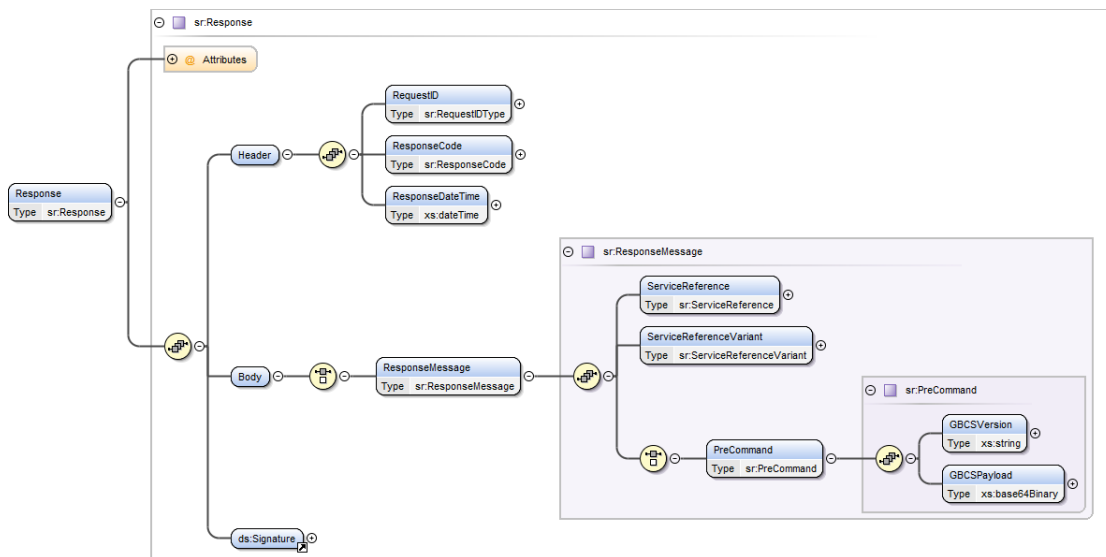 sr:Response
Attributes
RequestID
Type sr:RequestIDType
ResponseCode
Type sr:ResponseCode
Header
ResponseDateTime
Type xs:dateTime
Response
Type sr:Response
sr:ResponseMessage
ServiceReference
Type sr:ServiceReference
ServiceReferenceVariant
Type sr:ServiceReferenceVariant
Body
ResponseMessage
Type sr:ResponseMessage
sr:PreCommand
GBCSVersion
Type xs:string
PreCommand
Type sr:PreCommand
GBCSPayload
Type xs:base64Binary
ds:Signature